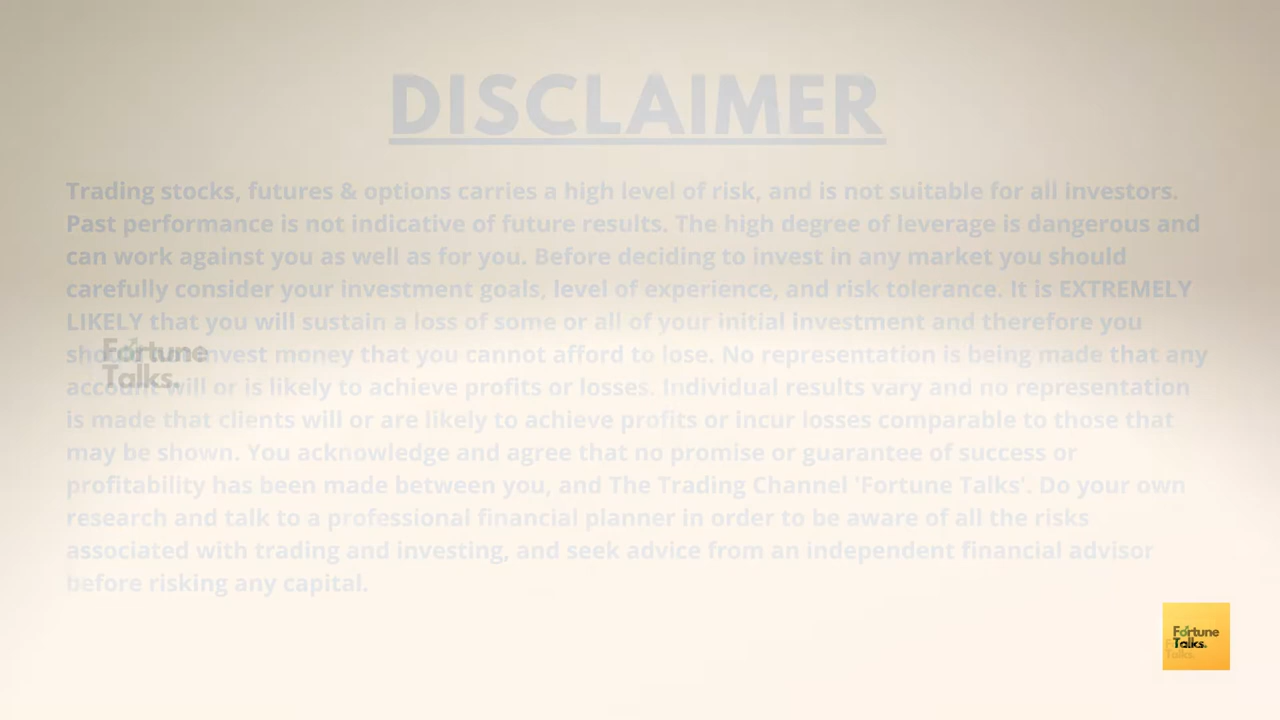 DISCLAIMER
Trading stocks, futures & options carries a high level of risk, and is not suitable for all investors.
Past performance is not indicative of future results. The high degree of leverage is dangerous and
can work against you as well as for you. Before deciding to invest in any market you should
carefully consider your investment goals, level of experience, and risk tolerance. It is EXTREMELY
LIKELY that you will sustain a loss of some or all of your initial investment and therefore you
invest money that you cannot afford to lose. No representation is being made that any
account will or is likely to achieve profits or losses. Individual results vary and no representation
is made that clients will or are likely to achieve profits or incur losses comparable to those that
may be shown. You acknowledge and agree that no promise or guarantee of success or
profitability has been made between you, and The Trading Channel 'Fortune Talks'. Do your own
research and talk to a professional financial planner in order to be aware of all the risks
associated with trading and investing, and seek advice from an independent financial advisor
before risking any capital.
Fortune
Talks.
Fortune
Talks.